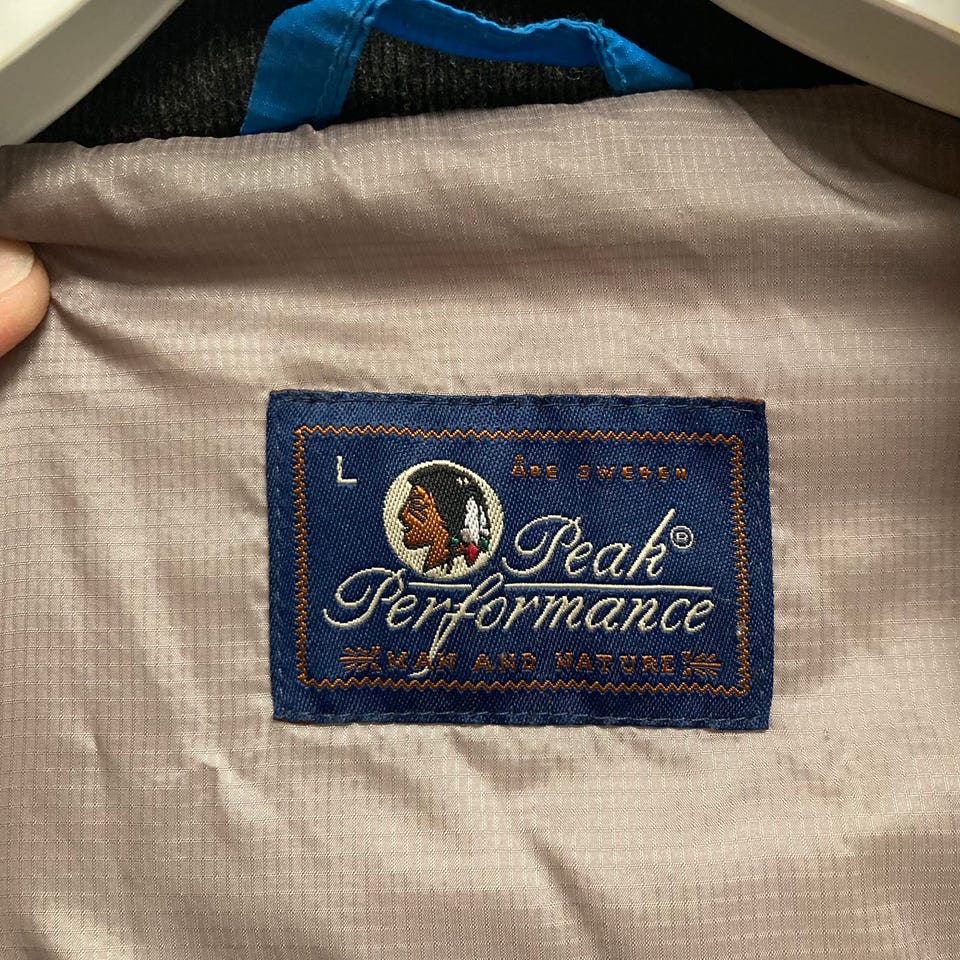 L
ÅRE SWEDEN
Peak®
Performance
MAN AND NATURE